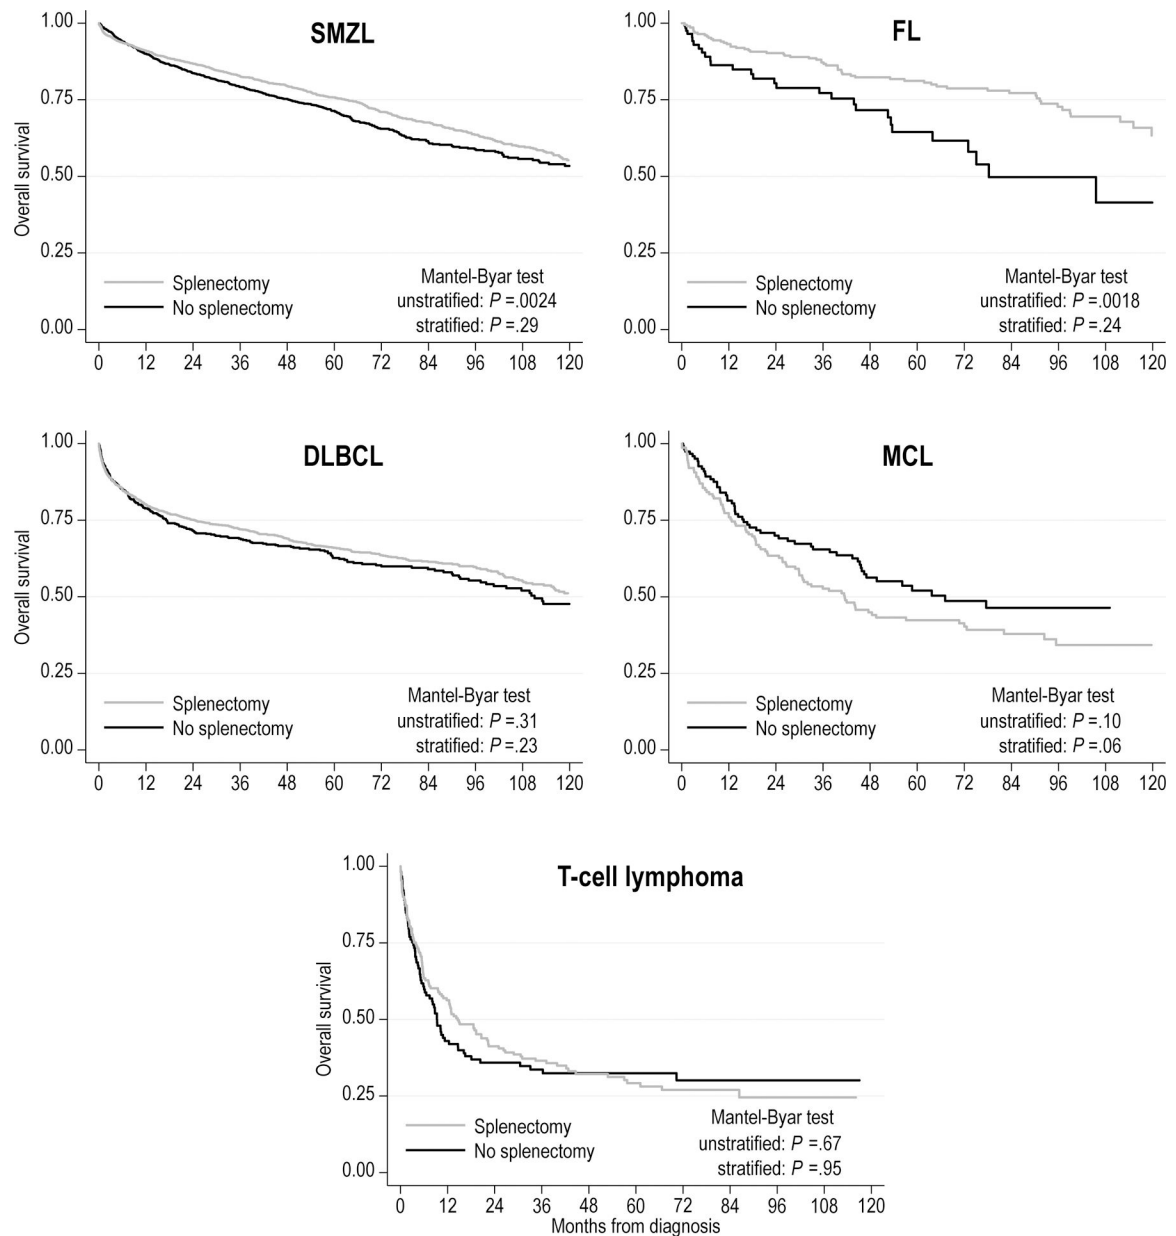 SMZL
Overall survival
1.00
0.75
0.50
0.25
0.00
Splenectomy
No splenectomy
Mantel-Byar test
unstratified: P =.0024
stratified: P =.29
0 12 24 36 48 60 72 84 96 108 120
FL
1.00
0.75
0.50
0.25
0.00
Splenectomy
No splenectomy
Mantel-Byar test
unstratified: P =.0018
stratified: P =.24
0 12 24 36 48 60 72 84 96 108 120
DLBCL
Overall survival
1.00
0.75
0.50
0.25
0.00
Splenectomy
No splenectomy
Mantel-Byar test
unstratified: P =.31
stratified: P =.23
0 12 24 36 48 60 72 84 96 108 120
MCL
1.00
0.75
0.50
0.25
0.00
Splenectomy
No splenectomy
Mantel-Byar test
unstratified: P =.10
stratified: P =.06
0 12 24 36 48 60 72 84 96 108 120
T-cell lymphoma
Overall survival
1.00
0.75
0.50
0.25
0.00
Splenectomy
No splenectomy
Mantel-Byar test
unstratified: P =.67
stratified: P =.95
0 12 24 36 48 60 72 84 96 108 120
Months from diagnosis